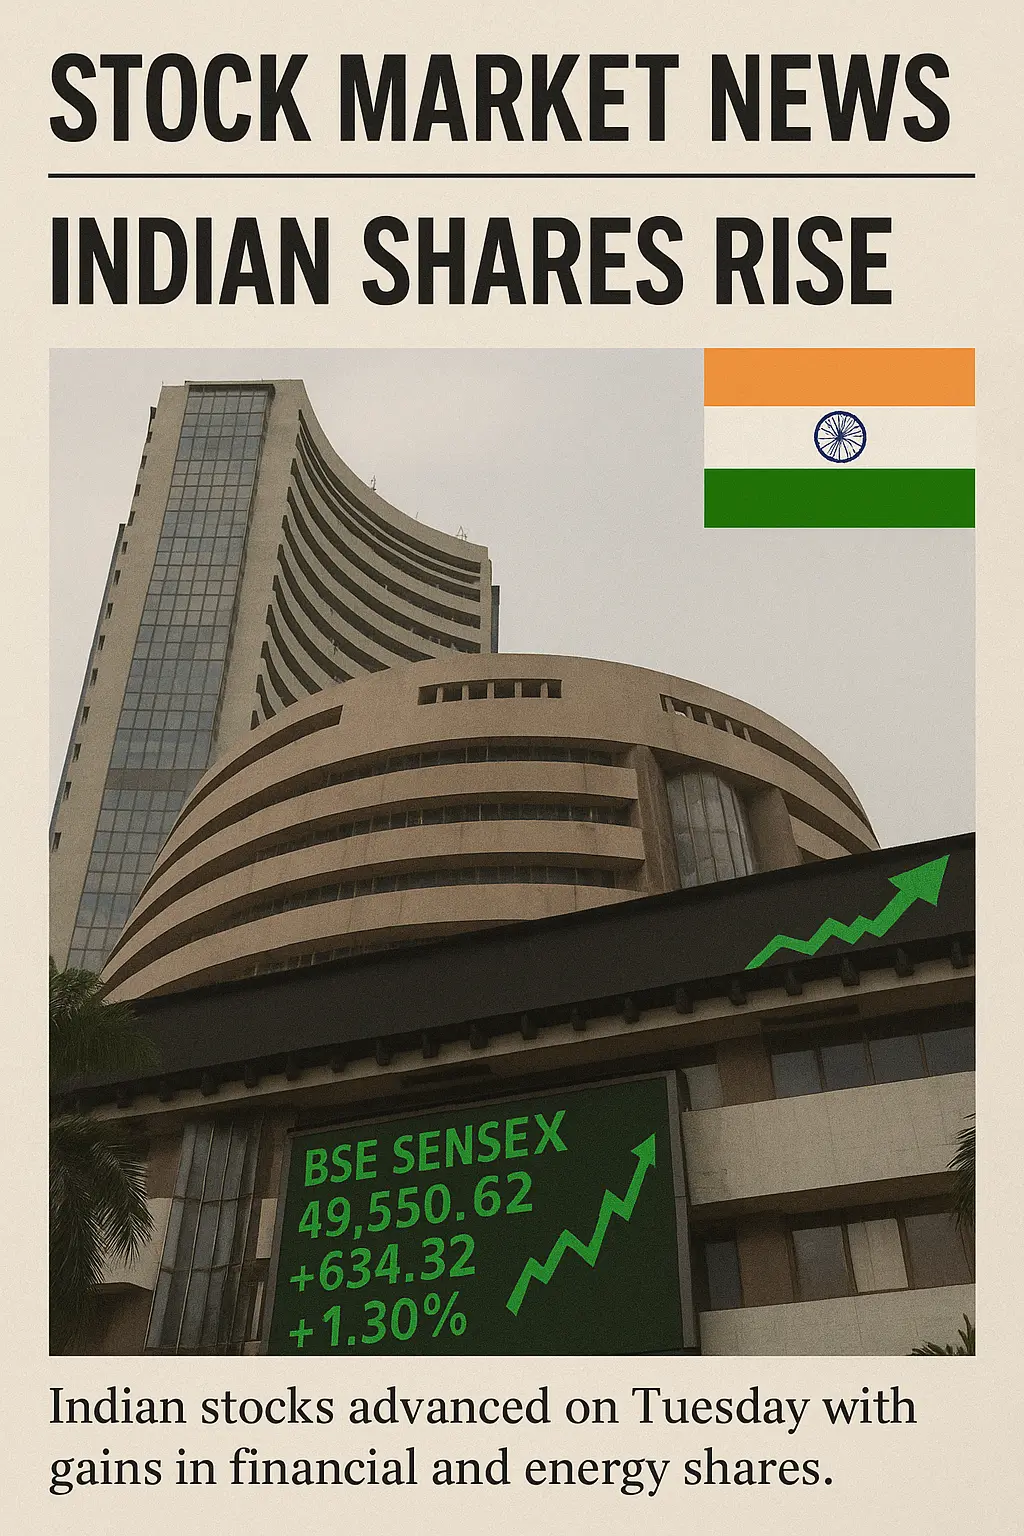 STOCK MARKET NEWS
INDIAN SHARES RISE
BSE SENSEX
49,550.62
+634.32
+1.30%
Indian stocks advanced on Tuesday with
gains in financial and energy shares.